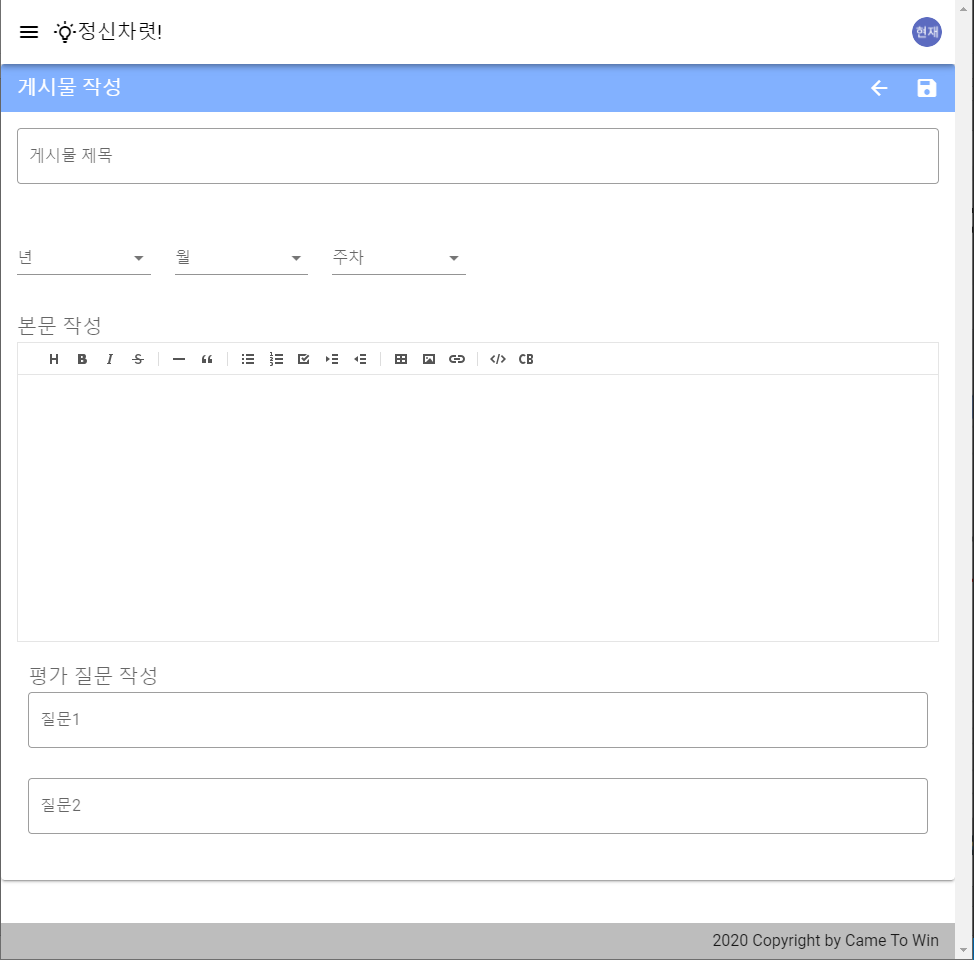 정신차렷!
현재
게시물 작성
게시물 제목
년 월 주차
본문 작성
H B I S “ </> CB
평가 질문 작성
질문1
질문2
2020 Copyright by Came To Win